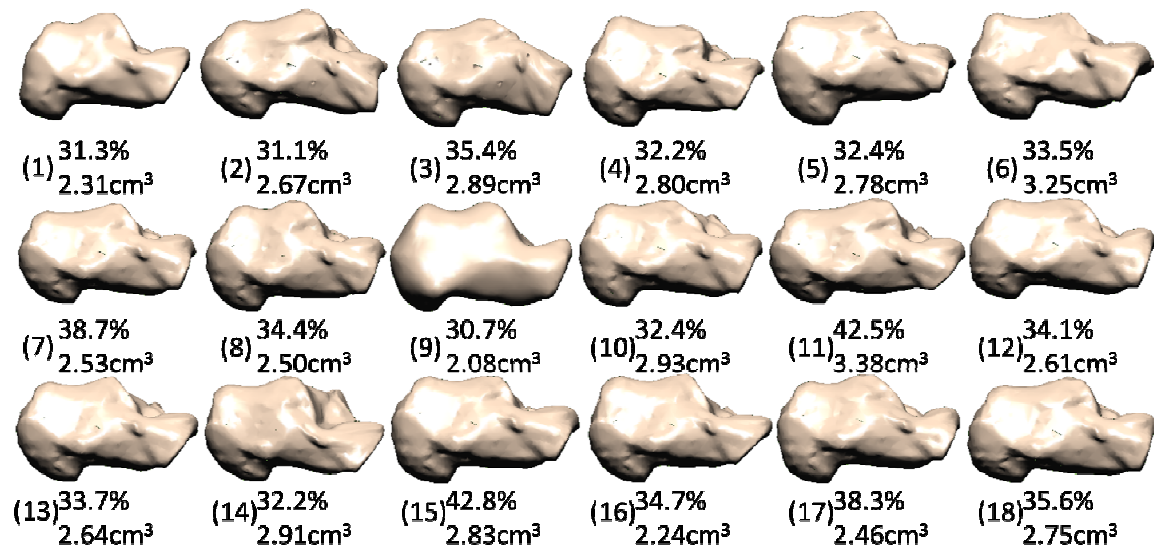 (1) 31.3% 2.31cm³
(2) 31.1% 2.67cm³
(3) 35.4% 2.89cm³
(4) 32.2% 2.80cm³
(5) 32.4% 2.78cm³
(6) 33.5% 3.25cm³
(7) 38.7% 2.53cm³
(8) 34.4% 2.50cm³
(9) 30.7% 2.08cm³
(10) 32.4% 2.93cm³
(11) 42.5% 3.38cm³
(12) 34.1% 2.61cm³
(13) 33.7% 2.64cm³
(14) 32.2% 2.91cm³
(15) 42.8% 2.83cm³
(16) 34.7% 2.24cm³
(17) 38.3% 2.46cm³
(18) 35.6% 2.75cm³